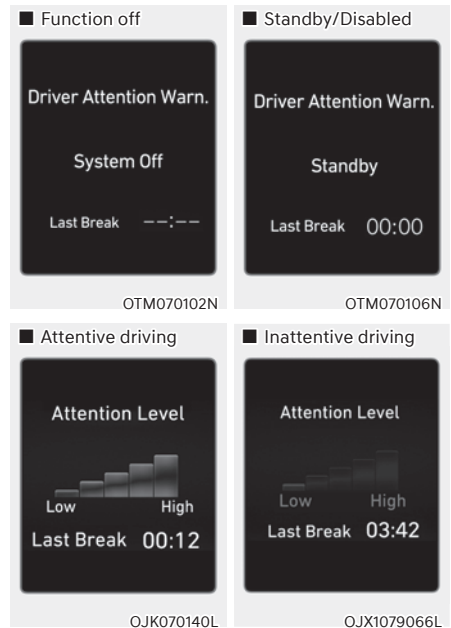 ■ Function off
Driver Attention Warn.
System Off
Last Break --:--
OTM070102N
■ Standby/Disabled
Driver Attention Warn.
Standby
Last Break 00:00
OTM070106N
■ Attentive driving
Attention Level
Low High
Last Break 00:12
OJK070140L
■ Inattentive driving
Attention Level
Low High
Last Break 03:42
OJX1079066L